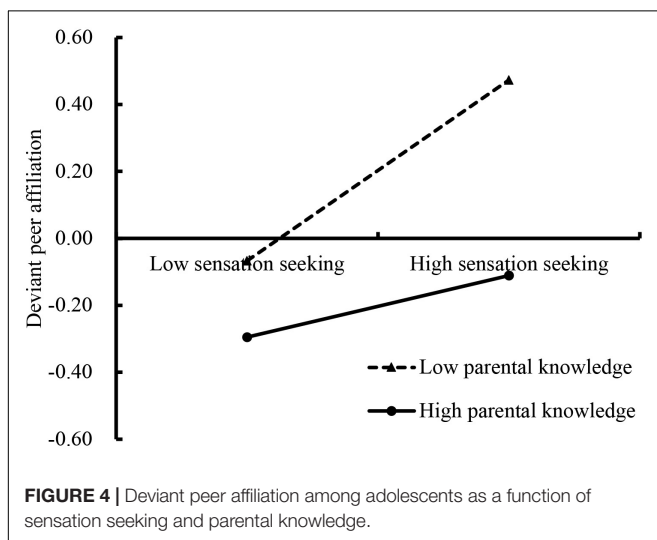 0.60
0.40
0.20
0.00
-0.20
-0.40
-0.60
Deviant peer affiliation
Low sensation seeking
High sensation seeking
Low parental knowledge
High parental knowledge
FIGURE 4 | Deviant peer affiliation among adolescents as a function of
sensation seeking and parental knowledge.